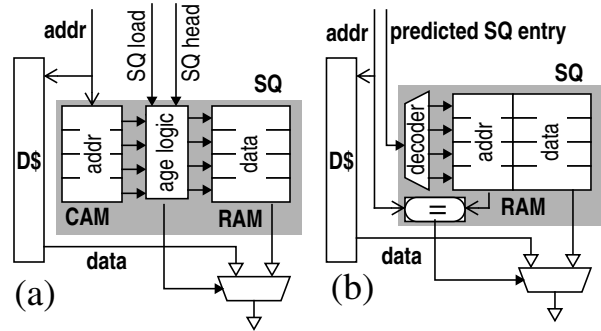 addr
SQ load
SQ head
SQ
D$
addr
age logic
data
CAM
RAM
data
(a)
addr
predicted SQ entry
SQ
D$
decoder
addr
data
=
RAM
data
(b)